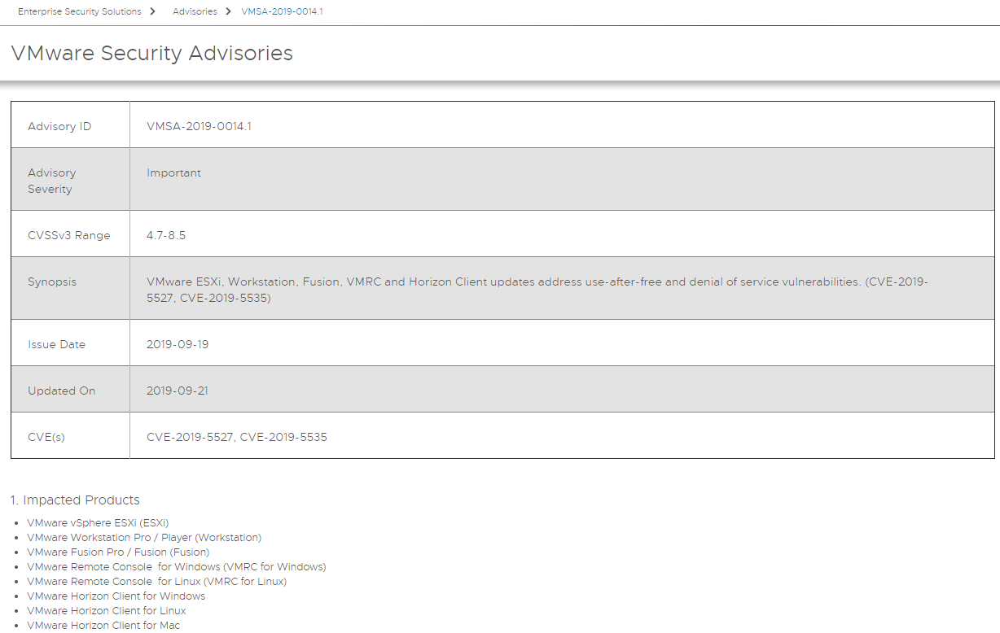 Enterprise Security Solutions > Advisories > VMSA-2019-0014.1
VMware Security Advisories
Advisory ID VMSA-2019-0014.1
Advisory Severity Important
CVSSv3 Range 4.7-8.5
Synopsis VMware ESXi, Workstation, Fusion, VMRC and Horizon Client updates address use-after-free and denial of service vulnerabilities. (CVE-2019-
5527, CVE-2019-5535)
Issue Date 2019-09-19
Updated On 2019-09-21
CVE(s) CVE-2019-5527, CVE-2019-5535
1. Impacted Products
• VMware vSphere ESXi (ESXi)
• VMware Workstation Pro / Player (Workstation)
• VMware Fusion Pro / Fusion (Fusion)
• VMware Remote Console for Windows (VMRC for Windows)
• VMware Remote Console for Linux (VMRC for Linux)
• VMware Horizon Client for Windows
• VMware Horizon Client for Linux
• VMware Horizon Client for Mac